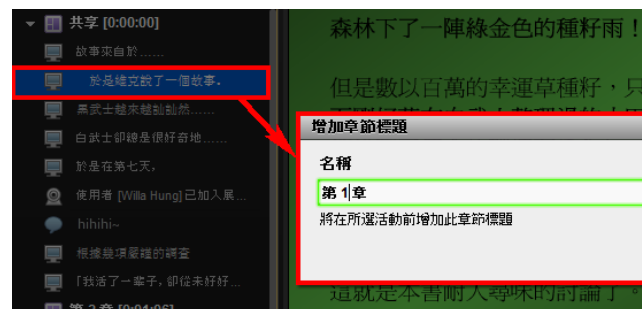 共享 [0:00:00]
故事來自於......
於是維克說了一個故事.
黑武士越來越訕訕然......
白武士卻總是很好奇地......
於是在第七天,
使用者 [Willa Hung] 已加入展...
hihihi~
根據幾項嚴謹的調查
「我活了一輩子, 卻從未好好...
第 2 章 [0:01:06]
森林下了一陣綠金色的種籽雨！
但是數以百萬的幸運草種籽，只
增加章節標題
名稱
第 1 章
將在所選活動前增加此章節標題
這就是本書耐人尋味的討論了。